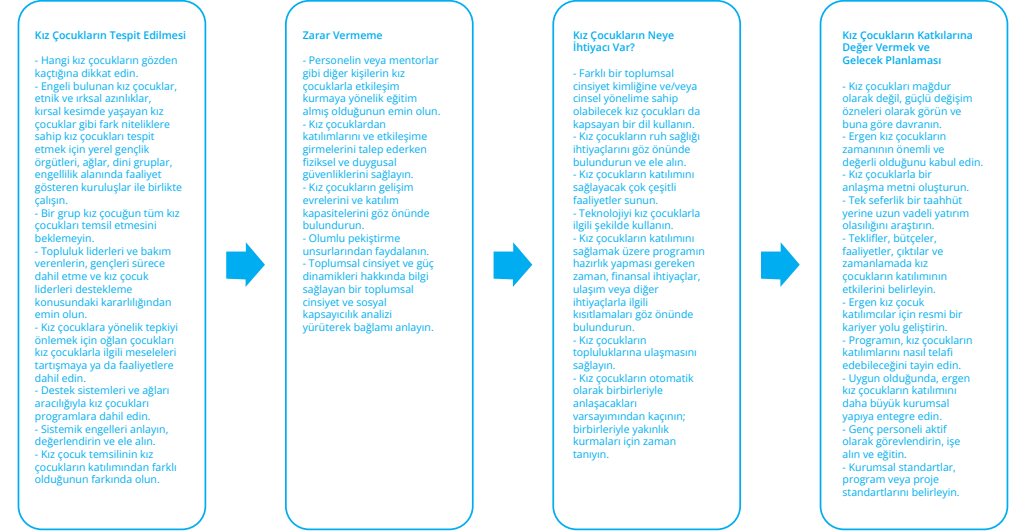 Kız Çocukların Tespit Edilmesi
- Hangi kız çocukların gözden
kaçtığına dikkat edin.
- Engeli bulunan kız çocuklar,
etnik ve ırksal azınlıklar,
kırsal kesimde yaşayan kız
çocuklar gibi fark niteliklere
sahip kız çocukları tespit
etmek için yerel gençlik
örgütleri, ağlar, dini gruplar,
engellilik alanında faaliyet
gösteren kuruluşlar ile birlikte
çalışın.
- Bir grup kız çocuğun tüm kız
çocukları temsil etmesini
beklemeyin.
- Topluluk liderleri ve bakım
verenlerin, gençleri sürece
dahil etme ve kız çocuk
liderleri destekleme
konusundaki kararlılığından
emin olun.
- Kız çocuklara yönelik tepkiyi
önlemek için oğlan çocukları
kız çocuklarla ilgili meseleleri
tartışmaya ya da faaliyetlere
dahil edin.
- Destek sistemleri ve ağları
aracılığıyla kız çocukları
programlara dahil edin.
- Sistemik engelleri anlayın,
değerlendirin ve ele alın.
- Kız çocuk temsilinin kız
çocukların katılımından farklı
olduğunun farkında olun.
Zarar Vermeme
- Personelin veya mentorlar
gibi diğer kişilerin kız
çocuklarla etkileşim
kurmaya yönelik eğitim
almış olduğunun emin olun.
- Kız çocuklardan
katılımlarını ve etkileşime
girmelerini talep ederken
fiziksel ve duygusal
güvenliklerini sağlayın.
- Kız çocukların gelişim
evrelerini ve katılım
kapasitelerini göz önünde
bulundurun.
- Olumlu pekiştirme
unsurlarından faydalanın.
- Toplumsal cinsiyet ve güç
dinamikleri hakkında bilgi
sağlayan bir toplumsal
cinsiyet ve sosyal
kapsayıcılık analizi
yürüterek bağlamı anlayın.
Kız Çocukların Neye
İhtiyacı Var?
- Farklı bir toplumsal
cinsiyet kimliğine ve/veya
cinsel yönelime sahip
olabilecek kız çocukları da
kapsayan bir dil kullanın.
- Kız çocukların ruh sağlığı
ihtiyaçlarını göz önünde
bulundurun ve ele alın.
- Kız çocukların katılımını
sağlayacak çok çeşitli
faaliyetler sunun.
- Teknolojiyi kız çocuklarla
ilgili şekilde kullanın.
- Kız çocukların katılımını
sağlamak üzere programın
hazırlık yapması gereken
zaman, finansal ihtiyaçlar,
ulaşım veya diğer
ihtiyaçlarla ilgili
kısıtlamaları göz önünde
bulundurun.
- Kız çocukların
topluluklarına ulaşmasını
sağlayın.
- Kız çocukların otomatik
olarak birbirleriyle
anlaşacakları
varsayımından kaçının;
birbirleriyle yakınlık
kurmaları için zaman
tanıyın.
Kız Çocukların Katkılarına
Değer Vermek ve
Gelecek Planlaması
- Kız çocukları mağdur
olarak değil, güçlü değişim
özneleri olarak görün ve
buna göre davranın.
- Ergen kız çocukların
zamanının önemli ve
değerli olduğunu kabul edin.
- Kız çocuklarla bir
anlaşma metni oluşturun.
- Tek seferlik bir taahhüt
yerine uzun vadeli yatırım
olasılığını araştırın.
- Teklifler, bütçeler,
faaliyetler, çıktılar ve
zamanlamada kız
çocukların katılımının
etkilerini belirleyin.
- Ergen kız çocuk
katılımcılar için resmi bir
kariyer yolu geliştirin.
- Programın, kız çocukların
katılımlarını nasıl telafi
edebileceğini tayin edin.
- Uygun olduğunda, ergen
kız çocukların katılımını
daha büyük kurumsal
yapıya entegre edin.
- Genç personeli aktif
olarak görevlendirin, işe
alın ve eğitin.
- Kurumsal standartlar,
program veya proje
standartlarını belirleyin.